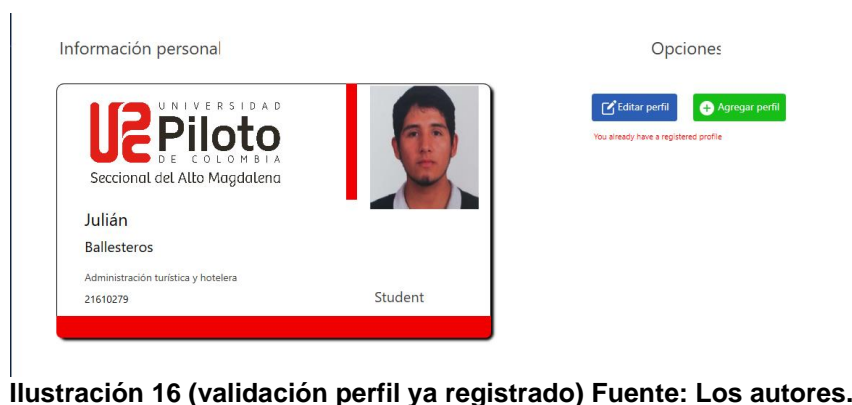 Información personal
Opciones
UNIVERSIDAD
Piloto
DE COLOMBIA
Seccional del Alto Magdalena
Editar perfil
Agregar perfil
You already have a registered profile
Julián
Ballesteros
Administración turística y hotelera
21610279
Student
Ilustración 16 (validación perfil ya registrado) Fuente: Los autores.